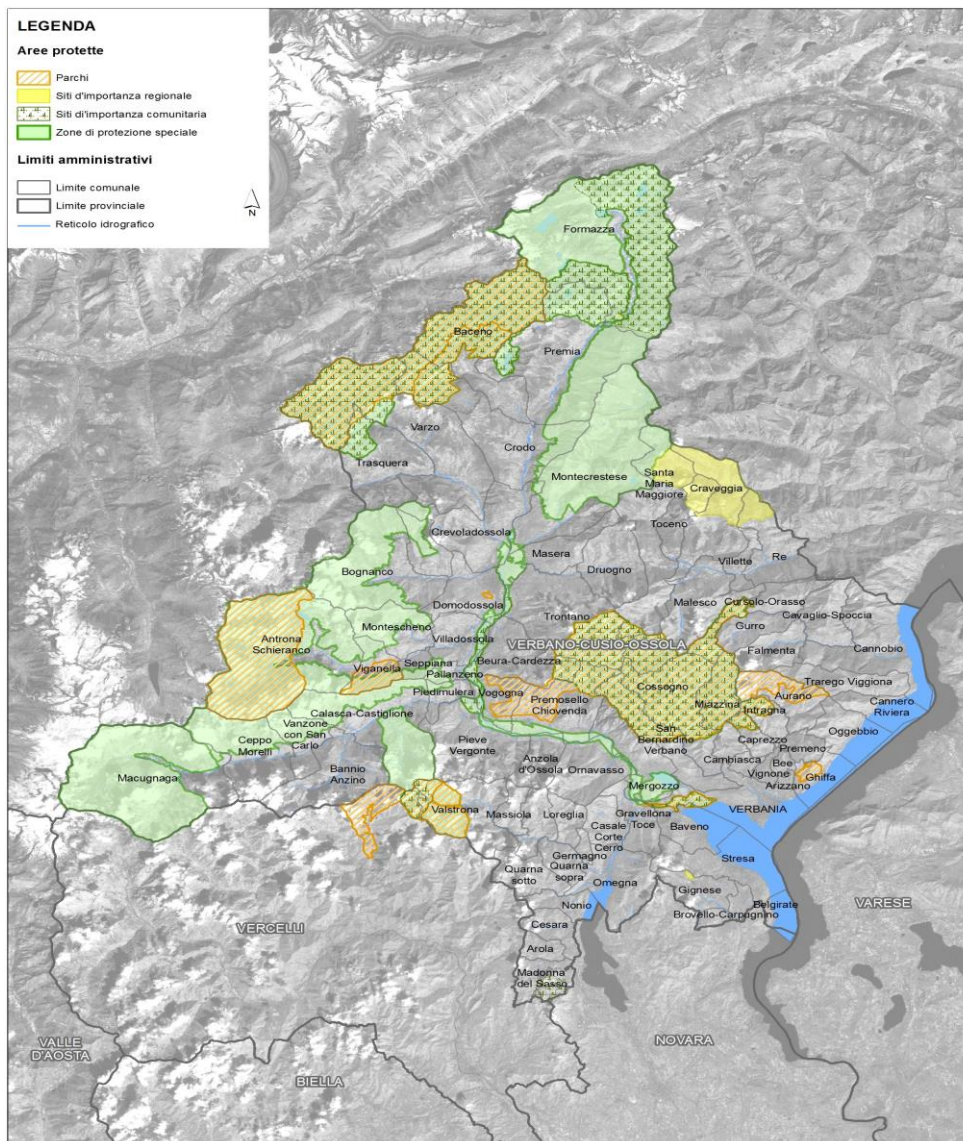 LEGENDA
Aree protette
Parchi
Siti d'importanza regionale
Siti di'importanza comunitaria
Zone di protezione speciale
Limiti amministrativi
Limite comunale
Limite provinciale
Reticolo idrografico
N
Formazza
Baceno
Premia
Varzo
Crodo
Trasquera
Montecrestese
Santa
Maria
Maggiore
Craveggia
Toceno
Crevoladossola
Masera
Druogno
Villette
Re
Bognanco
Domodossola
Trontano
Malesco
Cursolo-Orasso
Gurro
Cavaglio-Spoccia
Montescheno
Villadossola
VERBANO-CUSIO-OSSOLA
Falmenta
Cannobio
Antrona
Schieranco
Viganella
Seppiana
Pallanzeno
Beura-Cardezza
Piedimulera
Vogogna
Premosello
Chiovenda
Cossogno
Miazzina
Intragna
Aurano
Trarego Viggiona
Cannero
Riviera
Calasca-Castiglione
Vanzone
con San
Carlo
Ceppo
Morelli
Macugnaga
Bannio
Anzino
Pieve
Vergonte
Anzola
d'Ossola
Ornavasso
San
Bernardino
Verbano
Caprezzo
Cambiasca
Oggebbio
Premeno
Bee
Vignone
Arizzano
Ghiffa
Mergozzo
VERBANIA
Valstrona
Massiola
Loreglia
Gravellona
Toce
Casale
Corte
Cerro
Baveno
Stresa
Germagno
Quarna
sopra
Quarna
sotto
Omegna
Gignese
Belgirate
Brovello-Carpugnino
Nonio
Cesara
Arola
Madonna
del Sasso
VARESE
VERCELLI
NOVARA
VALLE
D'AOSTA
BIELLA